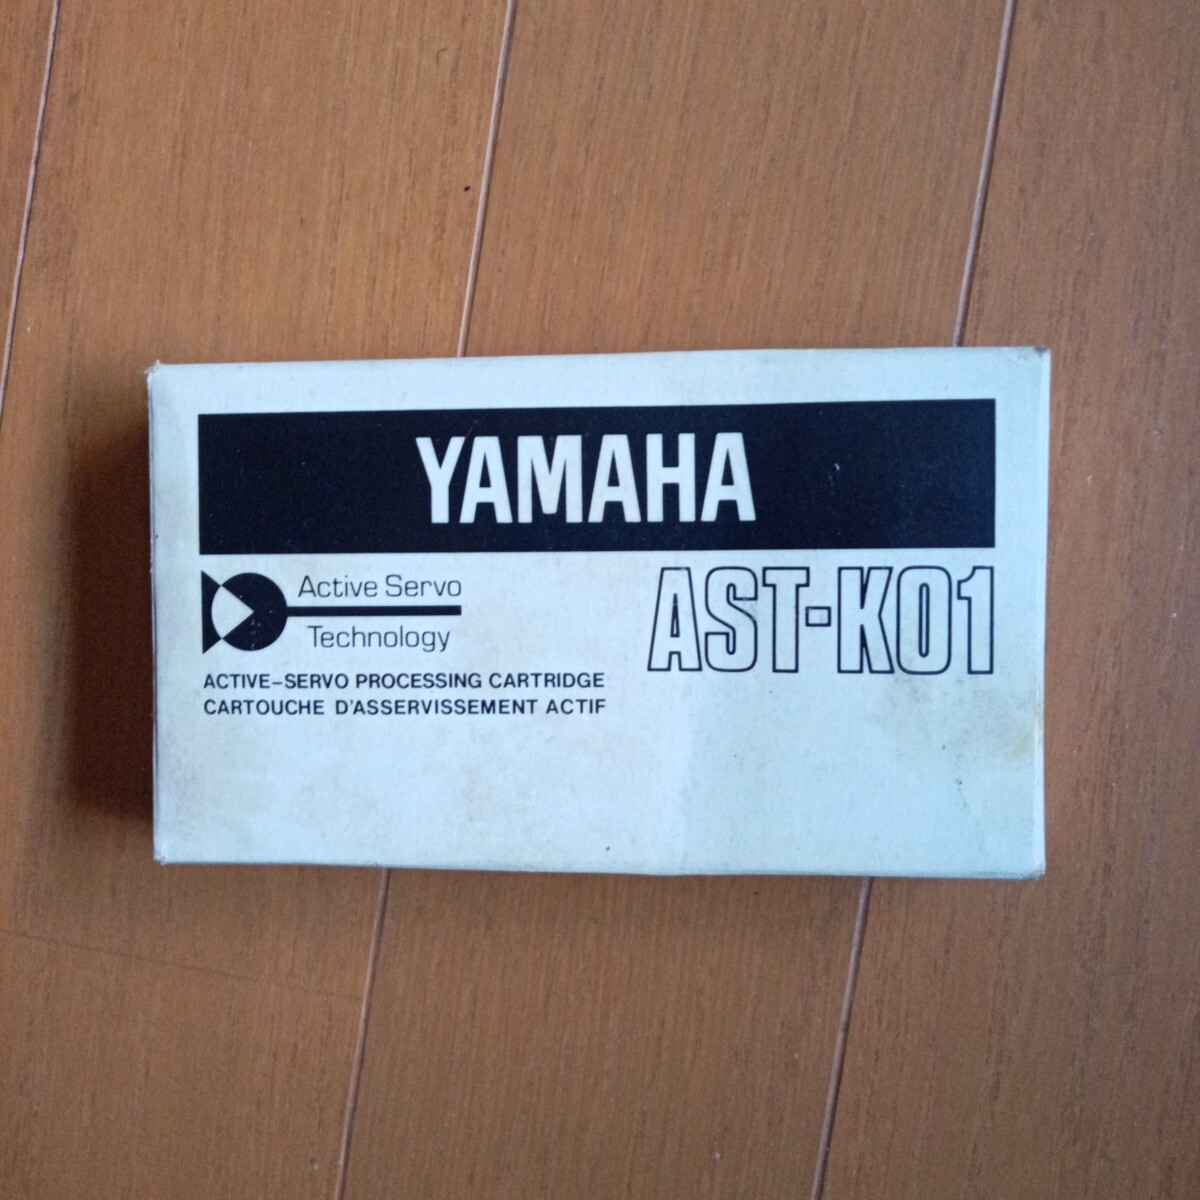 YAMAHA
Active Servo
Technology
AST-K01
ACTIVE-SERVO PROCESSING CARTRIDGE
CARTOUCHE D'ASSERVISSEMENT ACTIF